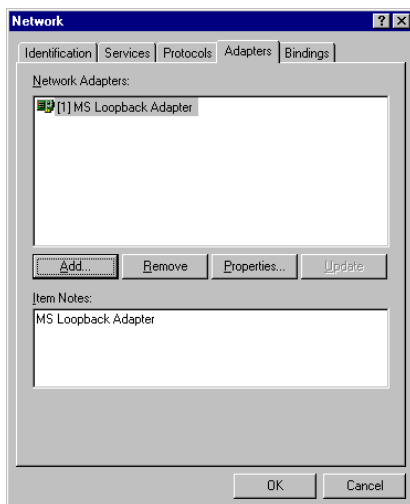 Network
Identification Services Protocols Adapters Bindings
Network Adapters:
[1] MS Loopback Adapter
Add... Remove Properties... Update
Item Notes:
MS Loopback Adapter
OK Cancel